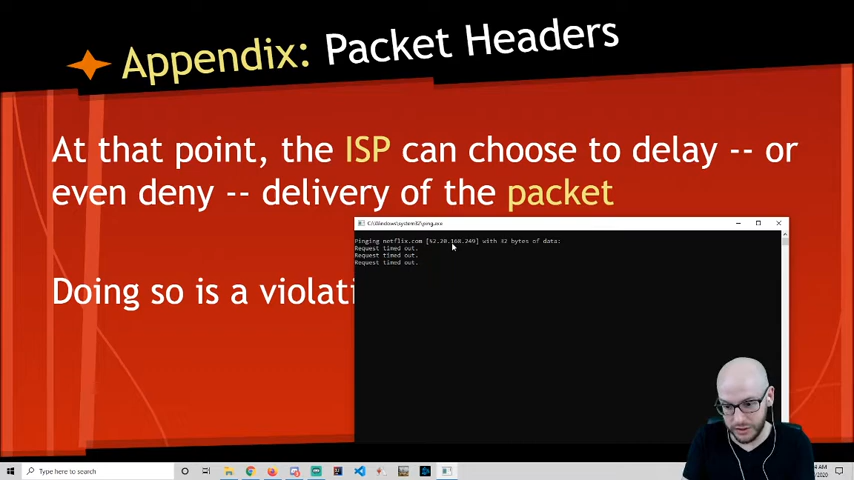 Appendix: Packet Headers
At that point, the ISP can choose to delay -- or
even deny -- delivery of the packet
C:\Windows\system32\ping.exe
Pinging netflix.com [52.20.168.249] with 32 bytes of data:
Request timed out.
Request timed out.
Request timed out.
Doing so is a violati
Type here to search